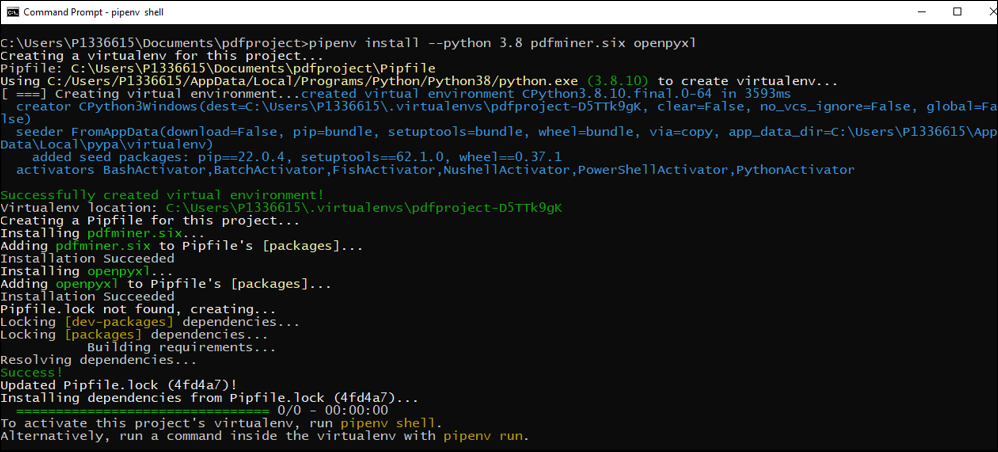 Command Prompt - pipenv shell
C:\Users\P1336615\Documents\pdfproject>pipenv install --python 3.8 pdfminer.six openpyxl
Creating a virtualenv for this project...
Pipfile: C:\Users\P1336615\Documents\pdfproject\Pipfile
Using C:/Users/P1336615/AppData/Local/Programs/Python/Python38/python.exe (3.8.10) to create virtualenv...
[ ===] Creating virtual environment...created virtual environment CPython3.8.10.final.0-64 in 3593ms
creator CPython3Windows(dest=C:\Users\P1336615\.virtualenvs\pdfproject-D5TTk9gK, clear=False, no_vcs_ignore=False, global=Fa
lse)
seeder FromAppData(download=False, pip=bundle, setuptools=bundle, wheel=bundle, via=copy, app_data_dir=C:\Users\P1336615\App
Data\Local\pypa\virtualenv)
added seed packages: pip==22.0.4, setuptools==62.1.0, wheel==0.37.1
activators BashActivator,BatchActivator,FishActivator,NushellActivator,PowerShellActivator,PythonActivator
Successfully created virtual environment!
Virtualenv location: C:\Users\P1336615\.virtualenvs\pdfproject-D5TTk9gK
Creating a Pipfile for this project...
Installing pdfminer.six...
Adding pdfminer.six to Pipfile's [packages]...
Installation Succeeded
Installing openpyxl...
Adding openpyxl to Pipfile's [packages]...
Installation Succeeded
Pipfile.lock not found, creating...
Locking [dev-packages] dependencies...
Locking [packages] dependencies...
Building requirements...
Resolving dependencies...
Success!
Updated Pipfile.lock (4fd4a7)!
Installing dependencies from Pipfile.lock (4fd4a7)...
================================ 0/0 - 00:00:00
To activate this project's virtualenv, run pipenv shell.
Alternatively, run a command inside the virtualenv with pipenv run.